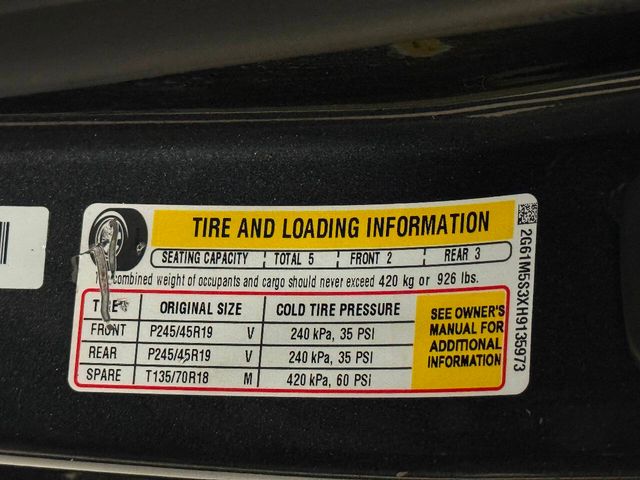 TIRE AND LOADING INFORMATION
SEATING CAPACITY TOTAL 5 FRONT 2 REAR 3
combined weight of occupants and cargo should never exceed 420 kg or 926 lbs.
TIRE ORIGINAL SIZE COLD TIRE PRESSURE
FRONT P245/45R19 V 240 kPa, 35 PSI
REAR P245/45R19 V 240 kPa, 35 PSI
SPARE T135/70R18 M 420 kPa, 60 PSI
SEE OWNER'S
MANUAL FOR
ADDITIONAL
INFORMATION
2G61M5S3XH9135973